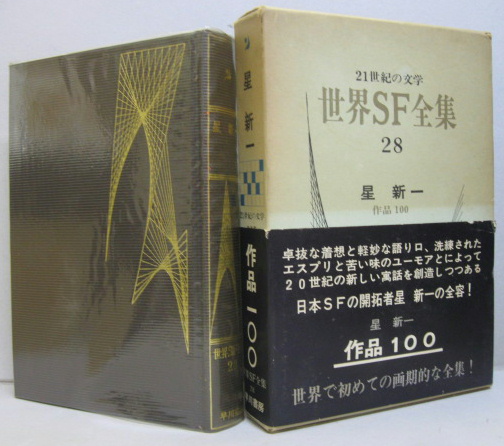 21世紀の文学
世界SF全集
28
星 新一
作品100
卓抜な着想と軽妙な語り口、洗練された
エスプリと苦い味のユーモアとによって
20世紀の新しい寓話を創造しつつある
日本SFの開拓者星 新一の全容!
星 新一
作品100
世界で初めての画期的な全集!
星 新一
作品一〇〇